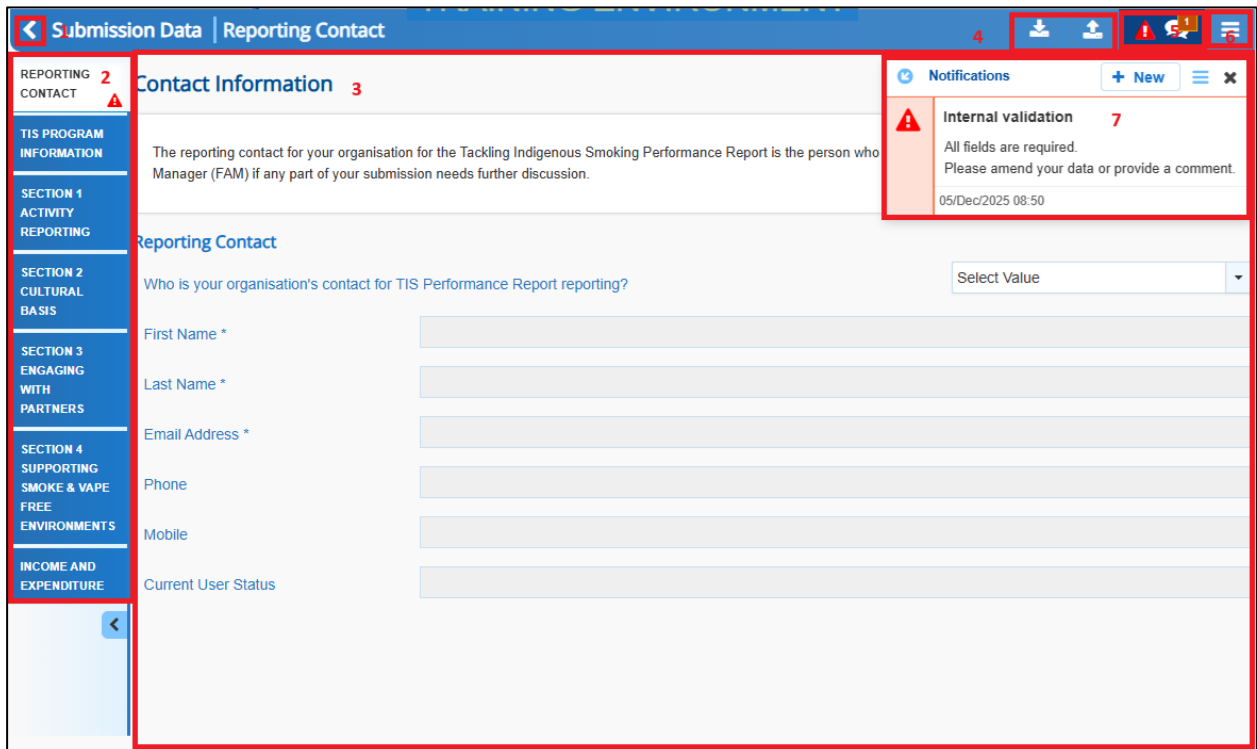 TRAINING ENVIRONMENT
1 Submission Data | Reporting Contact
4
5
1
6
REPORTING
CONTACT
2
TIS PROGRAM
INFORMATION
SECTION 1
ACTIVITY
REPORTING
SECTION 2
CULTURAL
BASIS
SECTION 3
ENGAGING
WITH
PARTNERS
SECTION 4
SUPPORTING
SMOKE & VAPE
FREE
ENVIRONMENTS
INCOME AND
EXPENDITURE
Contact Information 3
The reporting contact for your organisation for the Tackling Indigenous Smoking Performance Report is the person who
Manager (FAM) if any part of your submission needs further discussion.
Notifications
+ New
Internal validation 7
All fields are required.
Please amend your data or provide a comment.
05/Dec/2025 08:50
Reporting Contact
Who is your organisation's contact for TIS Performance Report reporting?
Select Value
First Name *
Last Name *
Email Address *
Phone
Mobile
Current User Status